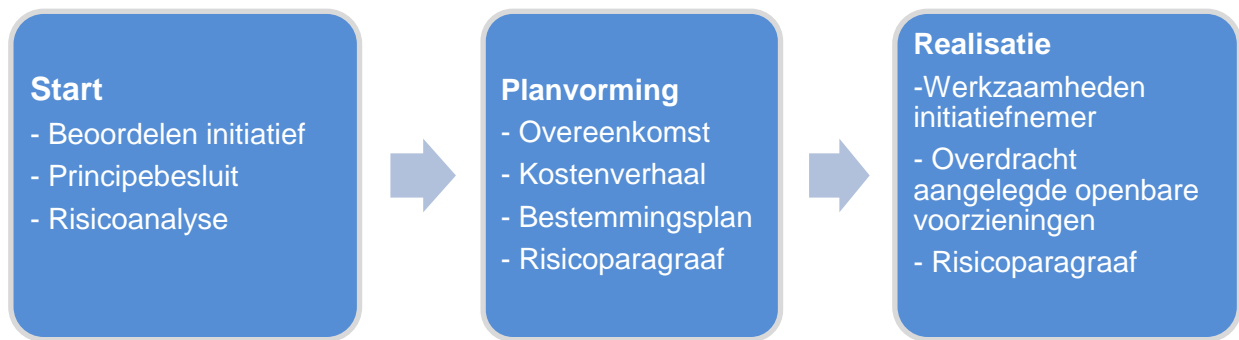 Start
- Beoordelen initiatief
- Principebesluit
- Risicoanalyse
Planvorming
- Overeenkomst
- Kostenverhaal
- Bestemmingsplan
- Risicoparagraaf
Realisatie
-Werkzaamheden
initiatiefnemer
- Overdracht
aangelegde openbare
voorzieningen
- Risicoparagraaf